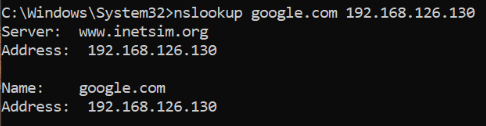 C:\Windows\System32>nslookup google.com 192.168.126.130
Server:  www.inetsim.org
Address:  192.168.126.130

Name:    google.com
Address:  192.168.126.130